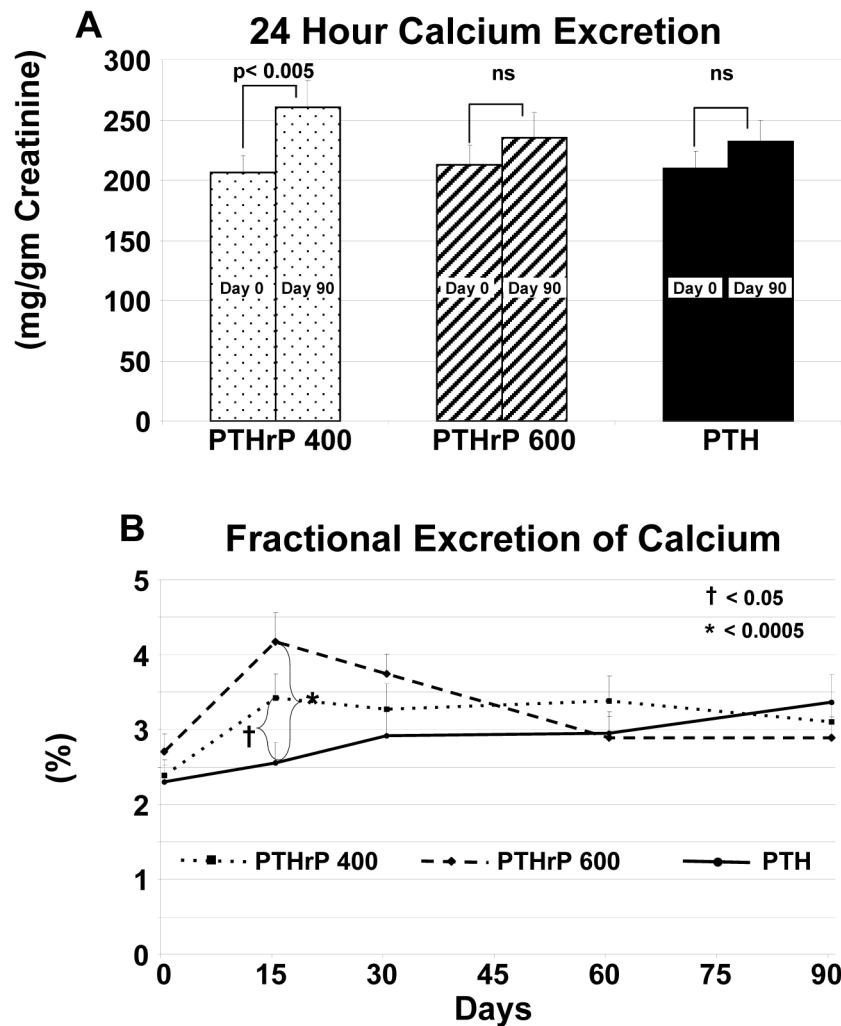 A
24 Hour Calcium Excretion
(mg/gm Creatinine)
300
250
200
150
100
50
0
p< 0.005
ns
ns
Day 0 Day 90
Day 0 Day 90
Day 0 Day 90
PTHrP 400 PTHrP 600 PTH
B
Fractional Excretion of Calcium
(%)
5
4
3
2
1
0
† < 0.05
* < 0.0005
*
†
PTHrP 400 PTHrP 600 PTH
0 15 30 45 60 75 90
Days